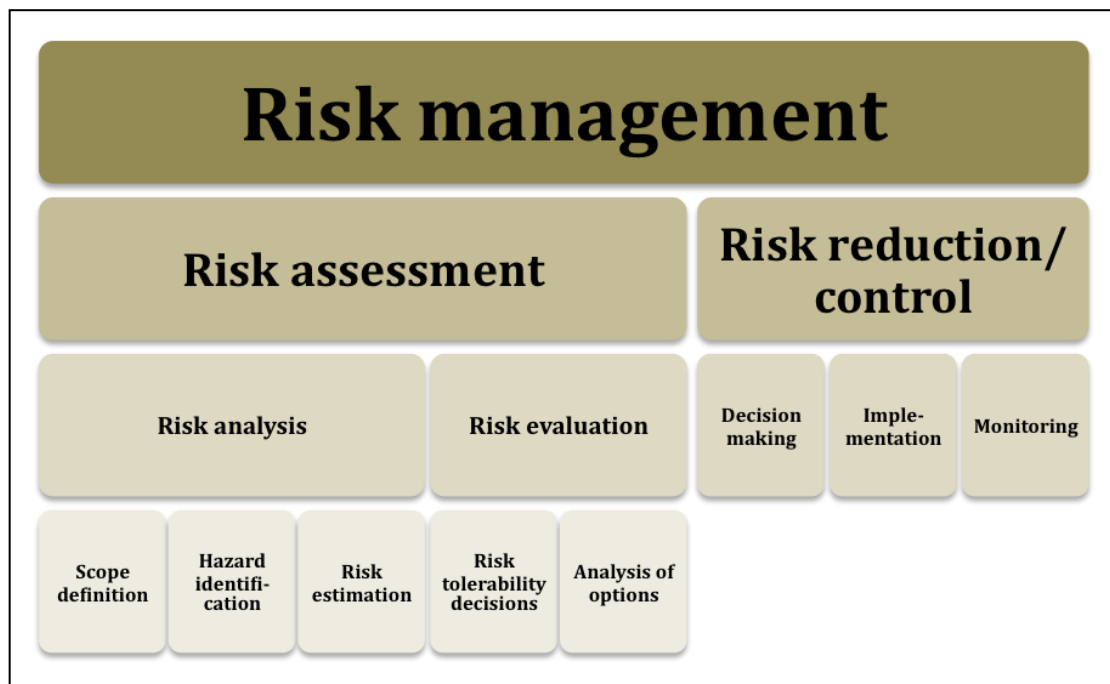 Risk management
Risk assessment
Risk reduction/
control
Risk analysis
Risk evaluation
Decision
making
Imple-
mentation
Monitoring
Scope
definition
Hazard
identifi-
cation
Risk
estimation
Risk
tolerability
decisions
Analysis of
options